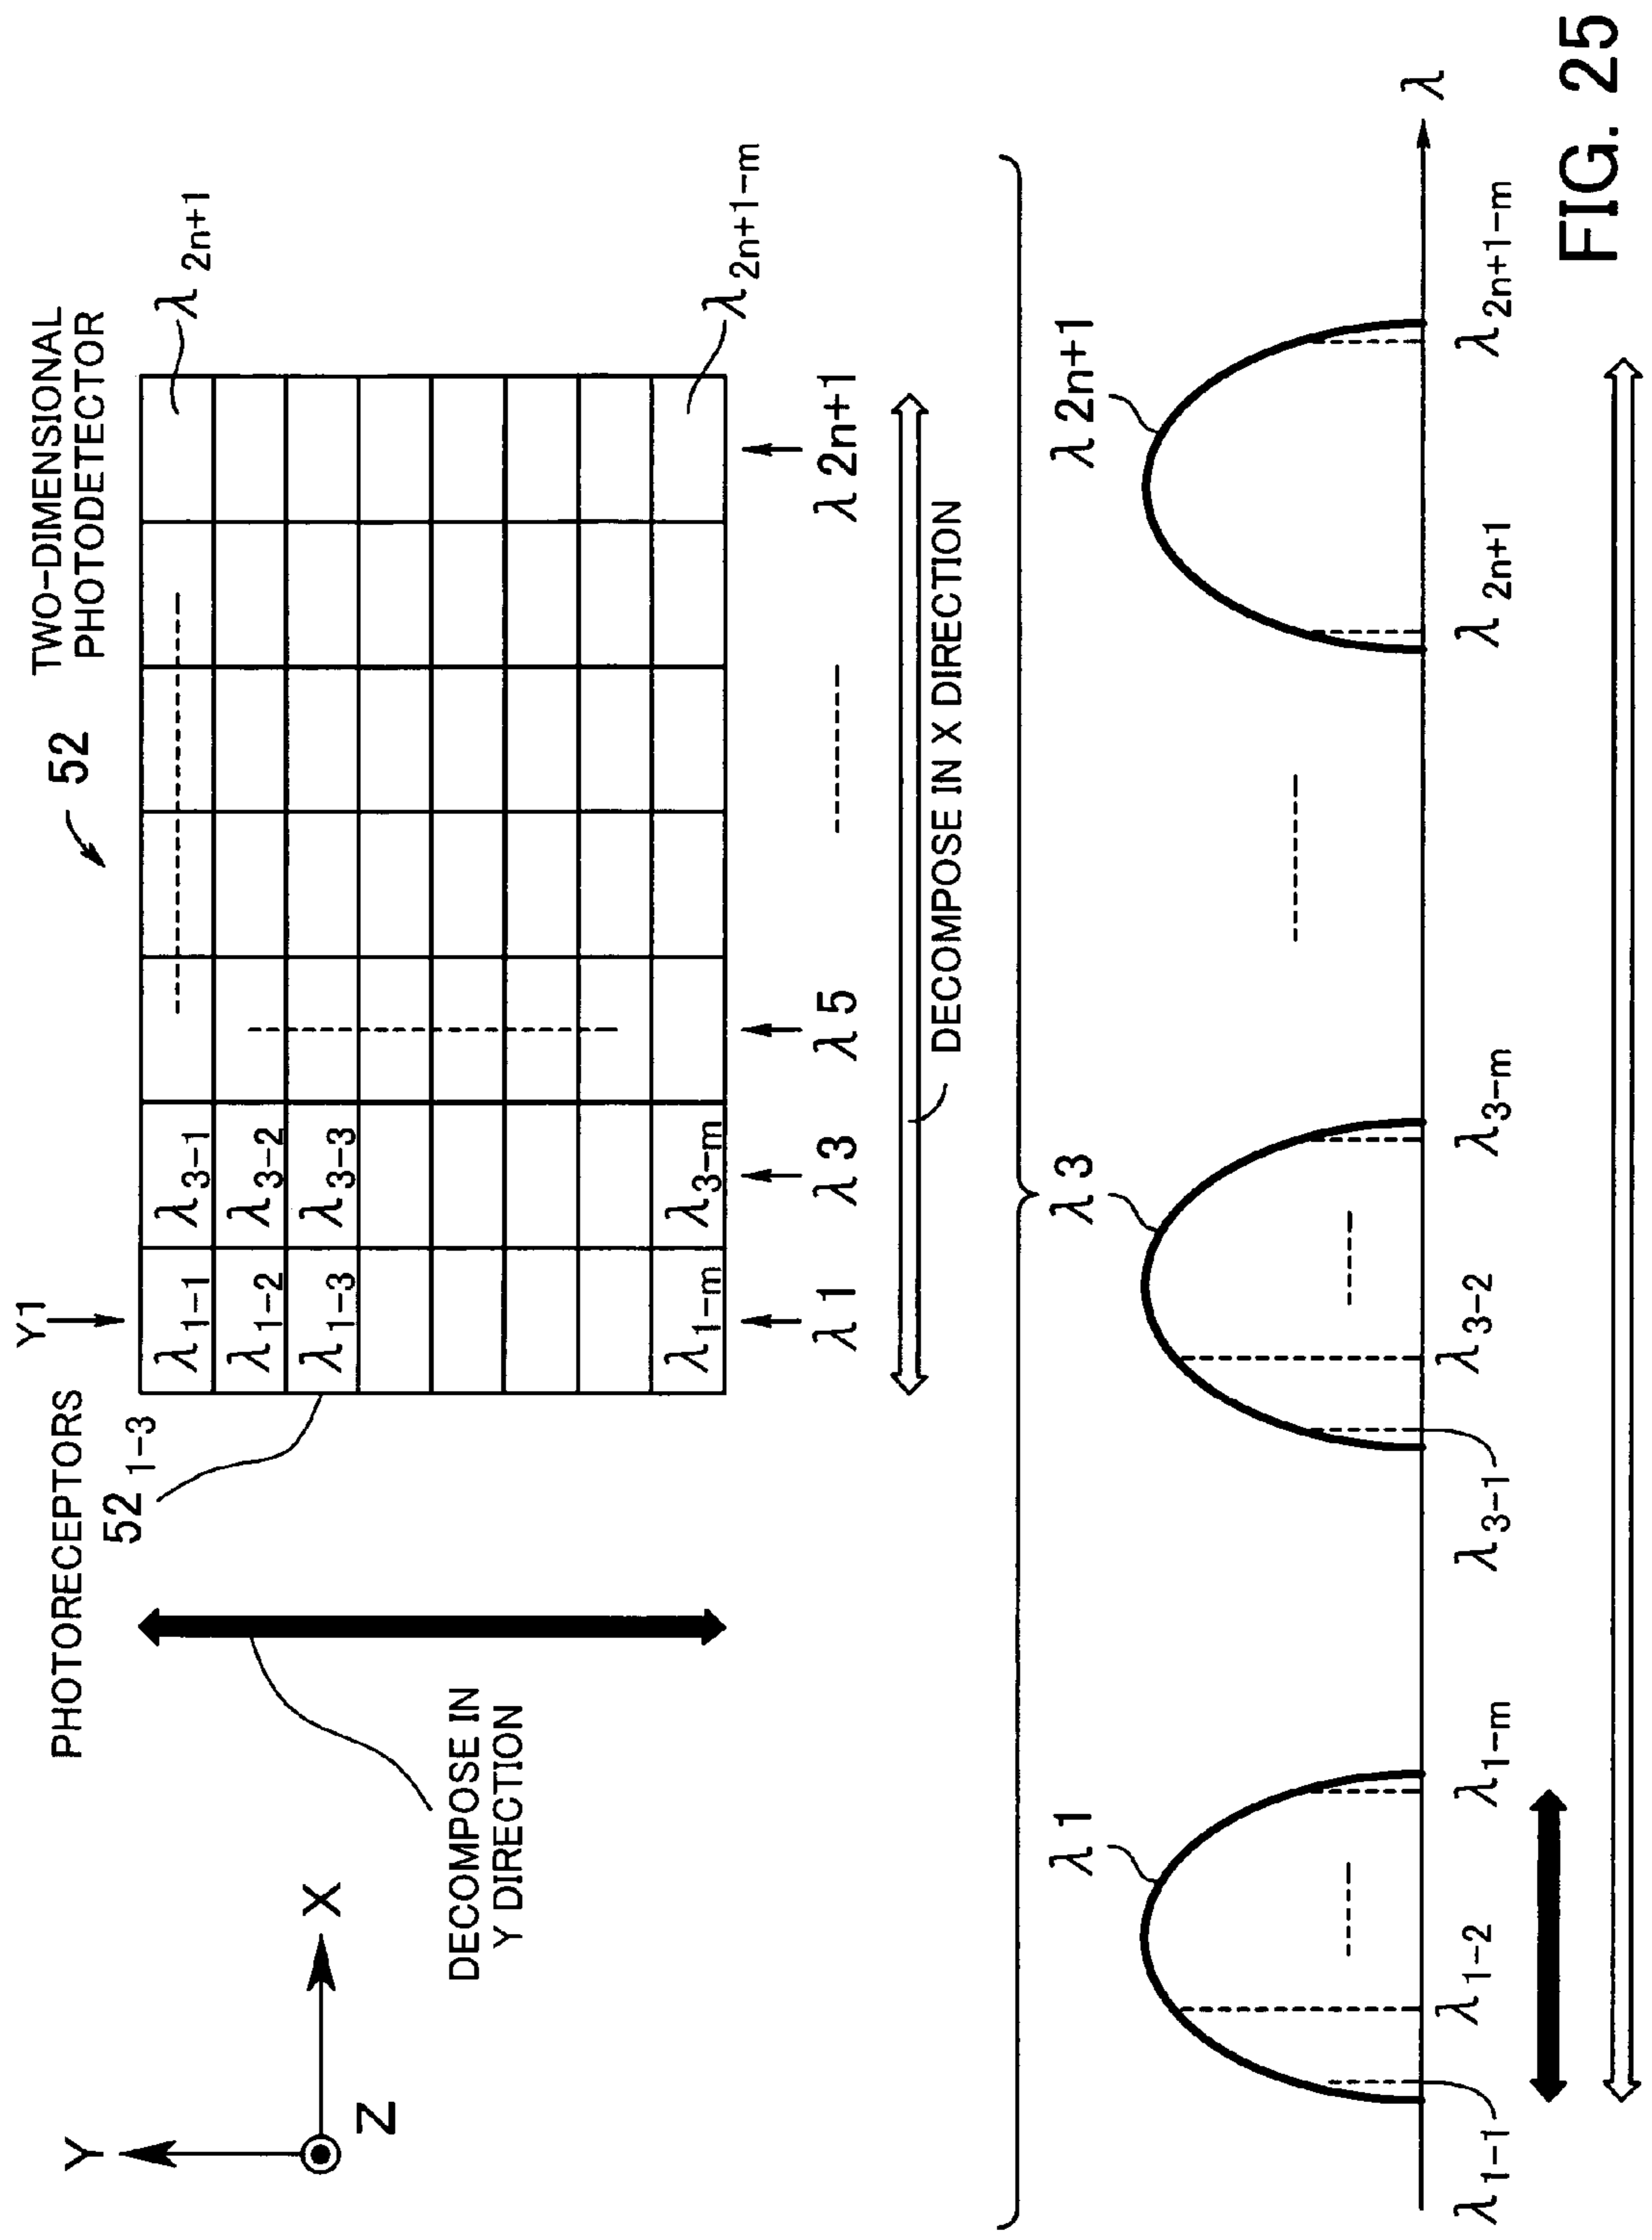 TWO-DIMENSIONAL
PHOTODETECTOR
52
PHOTORECEPTORS
52 1-3
Y1
Y
X
Z
λ1-1
λ3-1
λ 2n+1
λ1-2
λ3-2
λ1-3
λ3-3
λ1-m
λ3-m
λ 2n+1-m
λ1
λ3
λ5
λ2n+1
DECOMPOSE IN
Y DIRECTION
DECOMPOSE IN X DIRECTION
λ1
λ3
λ2n+1
λ
λ1-1
λ1-2
λ1-m
λ3-1
λ3-2
λ3-m
λ 2n+1
λ 2n+1-m
FIG. 25